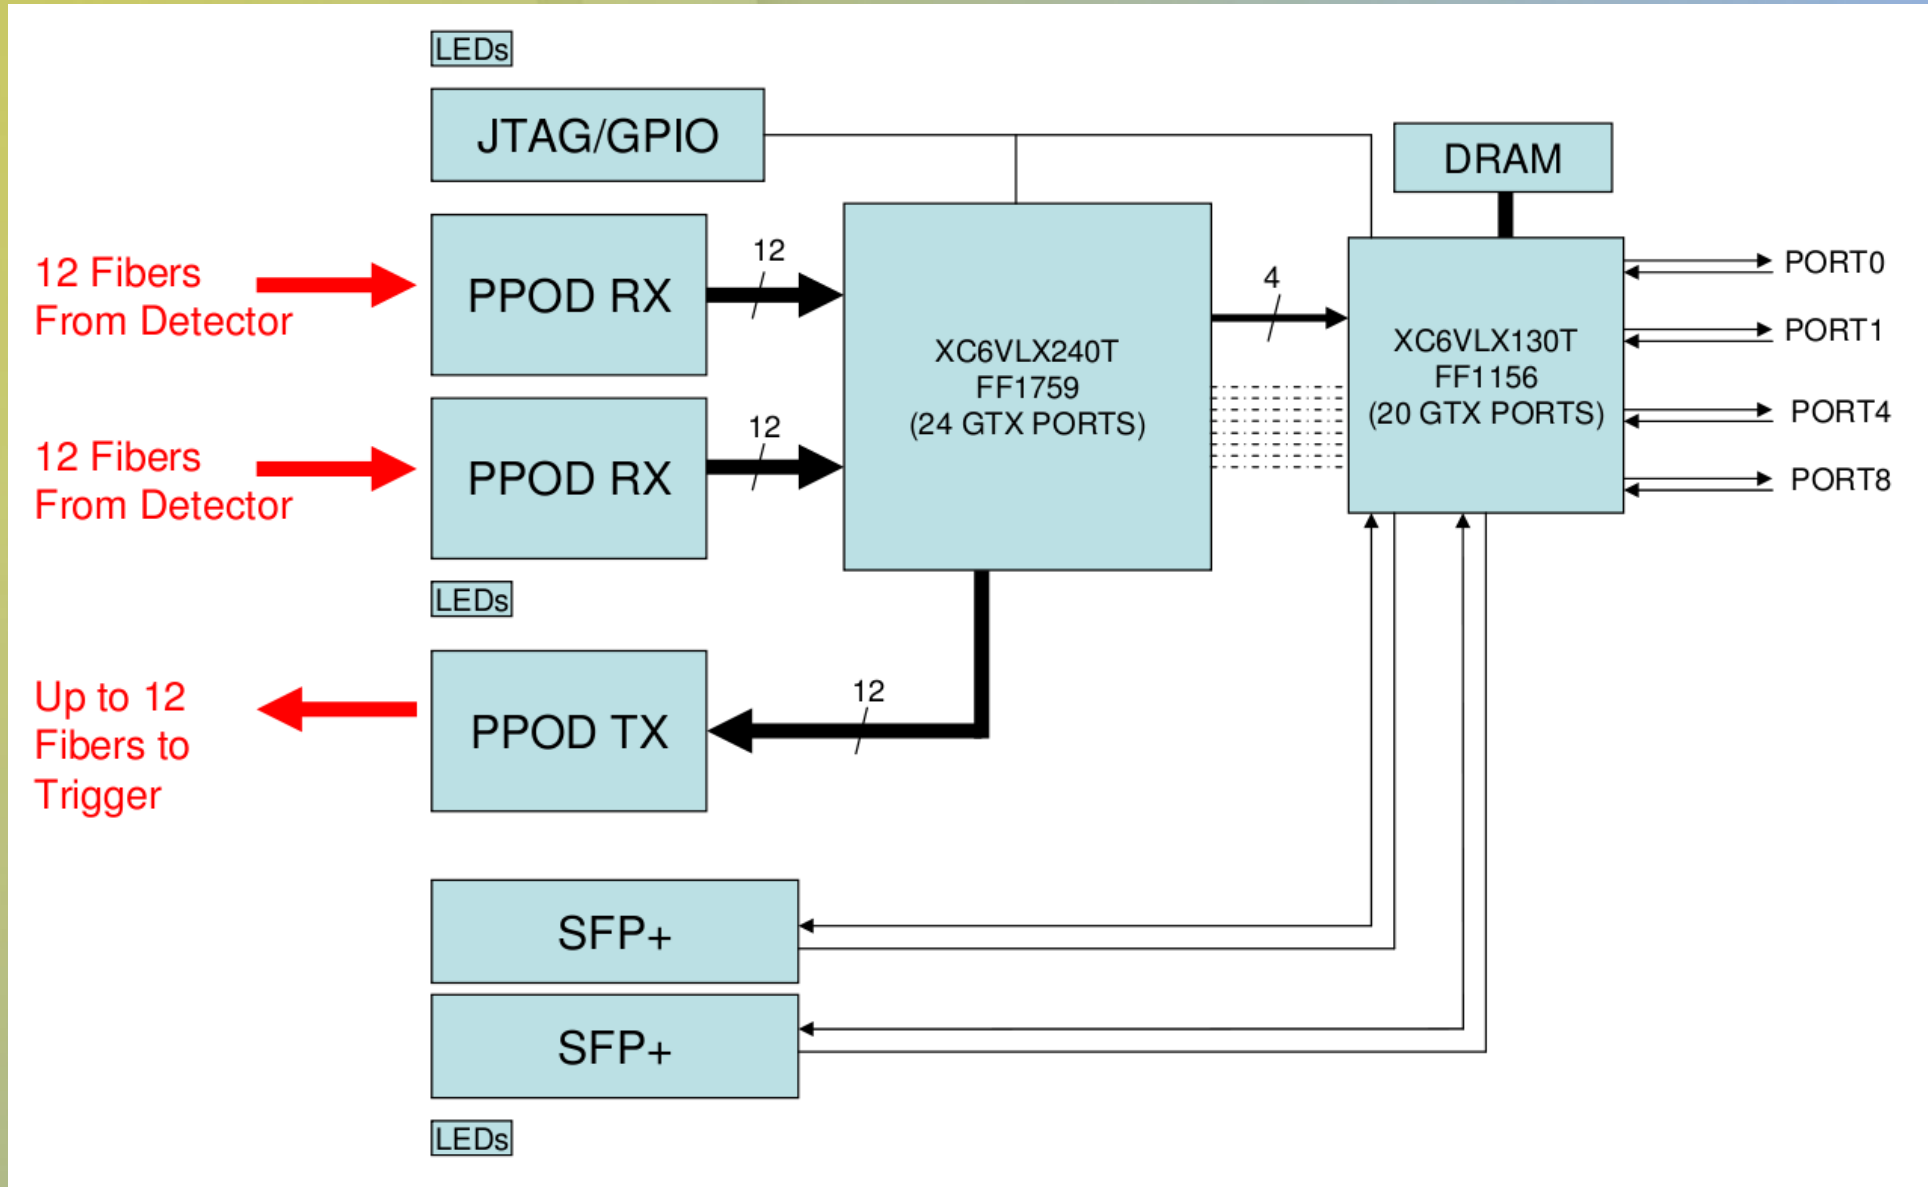 LEDs
JTAG/GPIO
DRAM
12 Fibers
From Detector
PPOD RX
12
XC6VLX240T
FF1759
(24 GTX PORTS)
4
XC6VLX130T
FF1156
(20 GTX PORTS)
PORT0
PORT1
PORT4
PORT8
12 Fibers
From Detector
PPOD RX
12
LEDs
Up to 12
Fibers to
Trigger
PPOD TX
12
SFP+
SFP+
LEDs